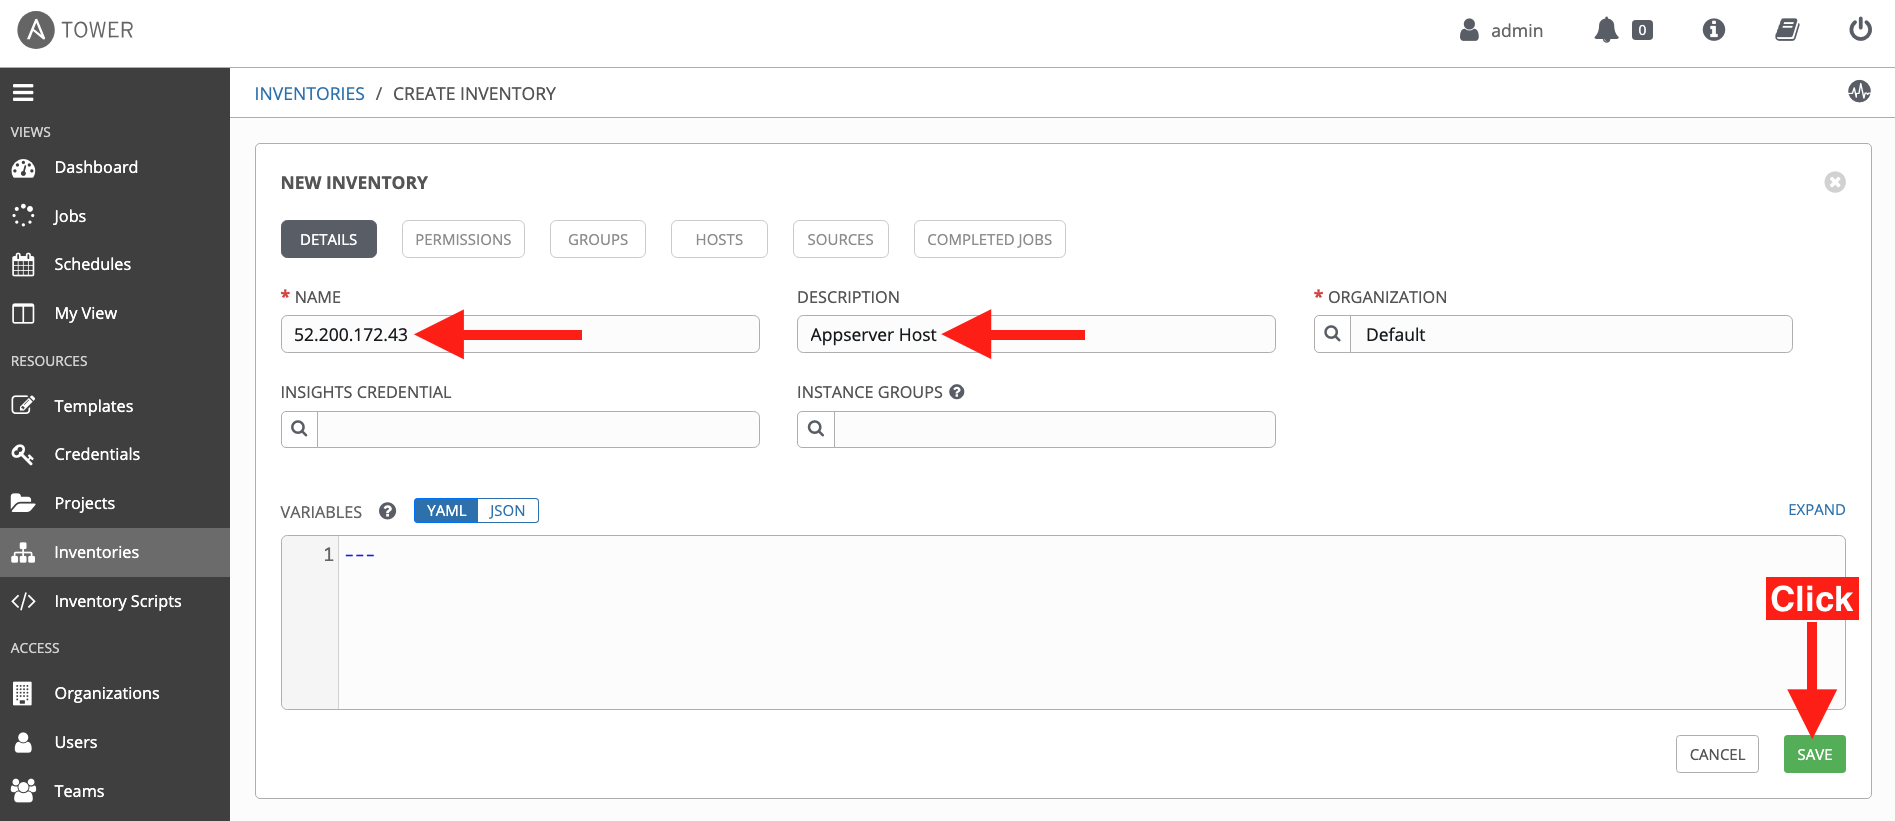 TOWER
admin
0
INVENTORIES / CREATE INVENTORY
VIEWS
Dashboard
Jobs
Schedules
My View
RESOURCES
Templates
Credentials
Projects
Inventories
Inventory Scripts
ACCESS
Organizations
Users
Teams
NEW INVENTORY
DETAILS PERMISSIONS GROUPS HOSTS SOURCES COMPLETED JOBS
* NAME
52.200.172.43
DESCRIPTION
Appserver Host
* ORGANIZATION
Default
INSIGHTS CREDENTIAL
INSTANCE GROUPS ?
VARIABLES ? YAML JSON
EXPAND
1 ---
Click
CANCEL SAVE